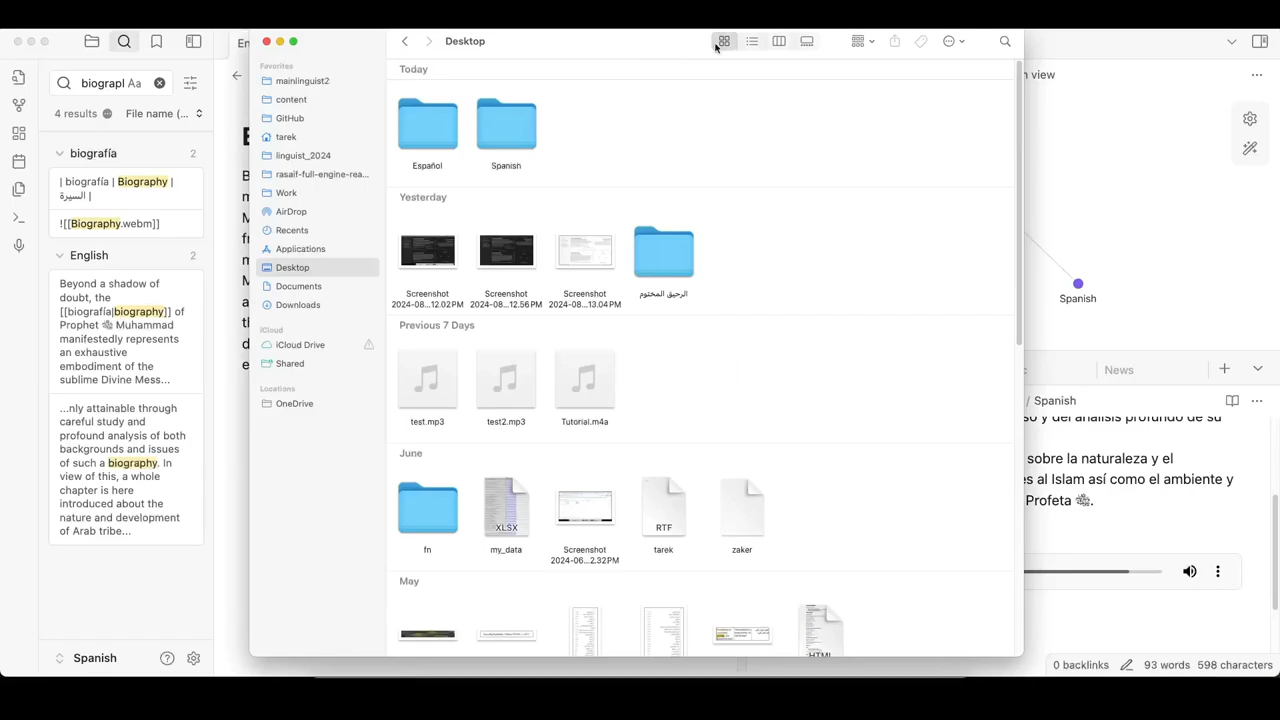 En
biograpl Aa
4 results
File name (...
biografía 2
| biografía | Biography |
السيرة |
![[Biography.webm]]
English 2
Beyond a shadow of
doubt, the
[[biografía|biography]] of
Prophet ﷺ Muhammad
manifestedly represents
an exhaustive
embodiment of the
sublime Divine Mess...
...nly attainable through
careful study and
profound analysis of both
backgrounds and issues
of such a biography. In
view of this, a whole
chapter is here
introduced about the
nature and development
of Arab tribe...
Spanish
Favorites
mainlinguist2
content
GitHub
tarek
linguist_2024
rasaif-full-engine-rea...
Work
AirDrop
Recents
Applications
Desktop
Documents
Downloads
iCloud
iCloud Drive
Shared
Locations
OneDrive
Desktop
Today
Español
Spanish
Yesterday
Screenshot
2024-08...12.02 PM
Screenshot
2024-08...12.56 PM
Screenshot
2024-08...13.04 PM
الرحيق المختوم
Previous 7 Days
test.mp3
test2.mp3
Tutorial.m4a
June
XLSX
RTF
fn
my_data
Screenshot
2024-06...2.32 PM
tarek
zaker
May
HTML
n view
Spanish
c
News
/ Spanish
so y del análisis profundo de su
sobre la naturaleza y el
es al Islam así como el ambiente y
Profeta ﷺ.
0 backlinks
93 words
598 characters